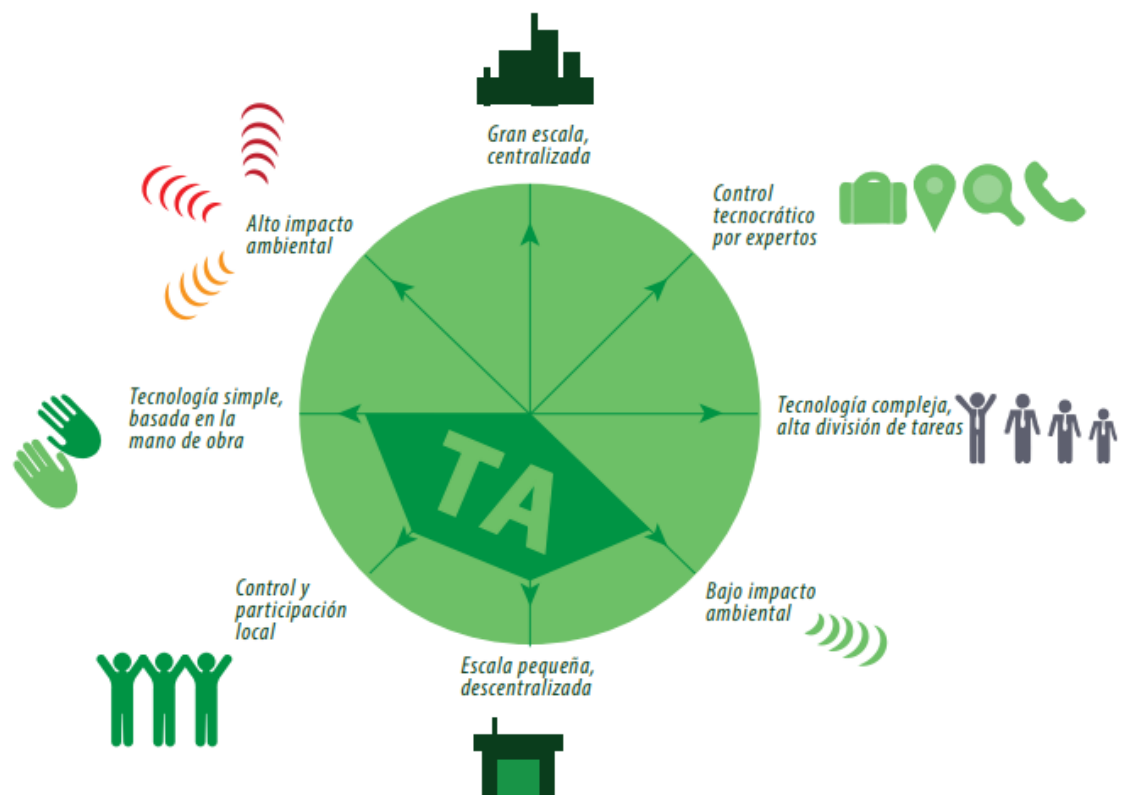 Gran escala,
centralizada
Control
tecnocrático
por expertos
Alto impacto
ambiental
Tecnología simple,
basada en la
mano de obra
Tecnología compleja,
alta división de tareas
TA
Control y
participación
local
Bajo impacto
ambiental
Escala pequeña,
descentralizada